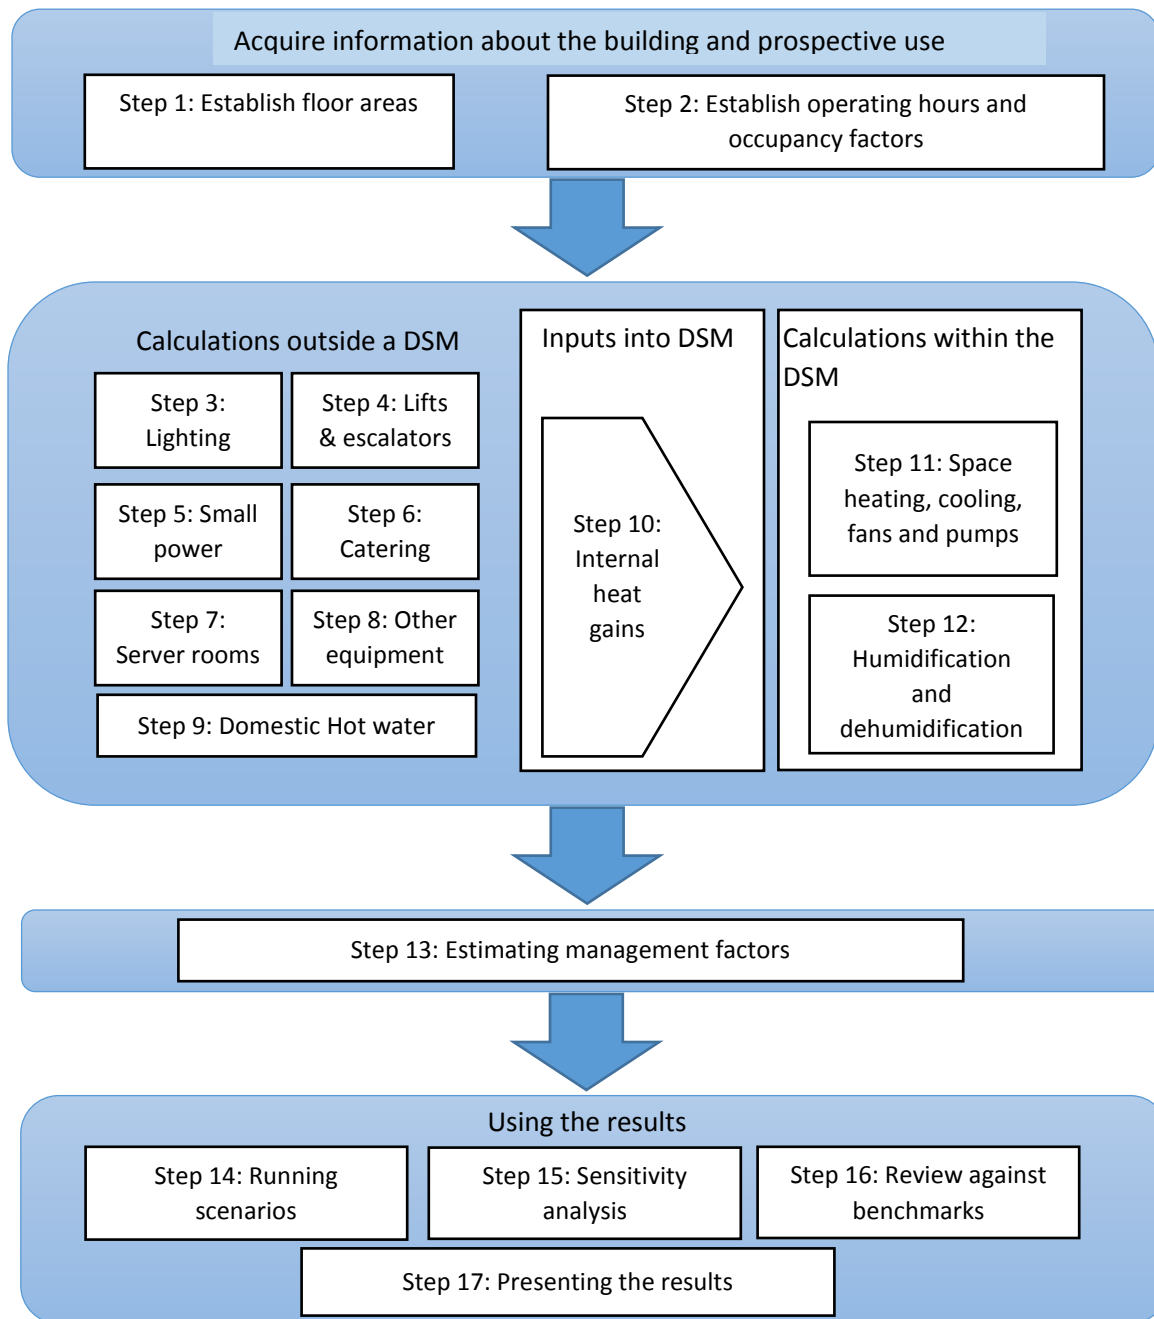 Acquire information about the building and prospective use
Step 1: Establish floor areas
Step 2: Establish operating hours and
occupancy factors
Calculations outside a DSM
Step 3:
Lighting
Step 4: Lifts
& escalators
Step 5: Small
power
Step 6:
Catering
Step 7:
Server rooms
Step 8: Other
equipment
Step 9: Domestic Hot water
Inputs into DSM
Step 10:
Internal
heat
gains
Calculations within the
DSM
Step 11: Space
heating, cooling,
fans and pumps
Step 12:
Humidification
and
dehumidification
Step 13: Estimating management factors
Using the results
Step 14: Running
scenarios
Step 15: Sensitivity
analysis
Step 16: Review against
benchmarks
Step 17: Presenting the results